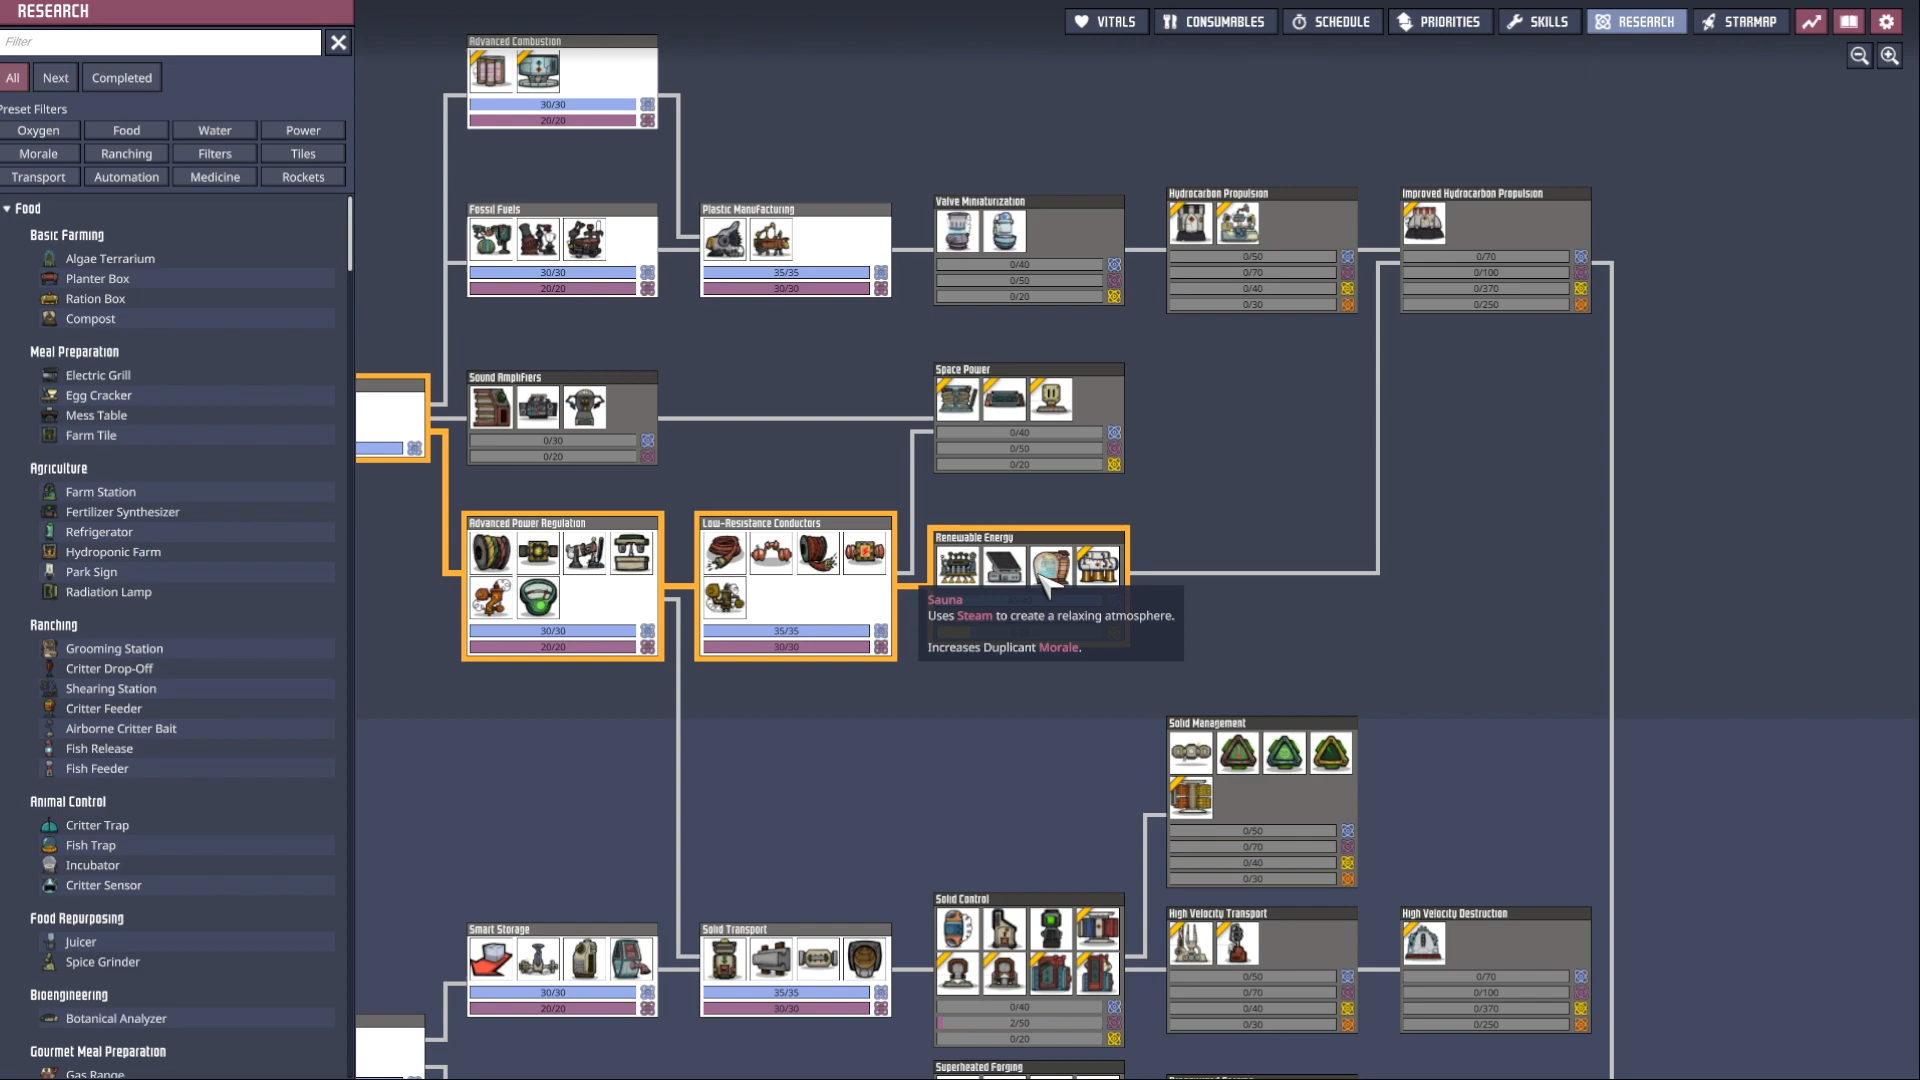 RESEARCH
VITALS
CONSUMABLES
SCHEDULE
PRIORITIES
SKILLS
RESEARCH
STARMAP
Filter
All
Next
Completed
Preset Filters
Oxygen
Food
Water
Power
Morale
Ranching
Filters
Tiles
Transport
Automation
Medicine
Rockets
Food
Basic Farming
Algae Terrarium
Planter Box
Ration Box
Compost
Meal Preparation
Electric Grill
Egg Cracker
Mess Table
Farm Tile
Agriculture
Farm Station
Fertilizer Synthesizer
Refrigerator
Hydroponic Farm
Park Sign
Radiation Lamp
Ranching
Grooming Station
Critter Drop-Off
Shearing Station
Critter Feeder
Airborne Critter Bait
Fish Release
Fish Feeder
Animal Control
Critter Trap
Fish Trap
Incubator
Critter Sensor
Food Repurposing
Juicer
Spice Grinder
Bioengineering
Botanical Analyzer
Gourmet Meal Preparation
Gas Range
Advanced Combustion
30/30
20/20
Fossil Fuels
30/30
20/20
Plastic Manufacturing
35/35
30/30
Valve Miniaturization
0/40
0/50
0/20
Hydrocarbon Propulsion
0/50
0/70
0/40
0/30
Improved Hydrocarbon Propulsion
0/70
0/100
0/370
0/250
Sound Amplifiers
0/30
0/20
Space Power
0/40
0/50
0/20
Advanced Power Regulation
30/30
20/20
Low-Resistance Conductors
35/35
30/30
Renewable Energy
Sauna
Uses Steam to create a relaxing atmosphere.
Increases Duplicant Morale.
Solid Management
0/50
0/70
0/40
0/30
Smart Storage
30/30
20/20
Solid Transport
35/35
30/30
Solid Control
0/40
2/50
0/20
High Velocity Transport
0/50
0/70
0/40
0/30
High Velocity Destruction
0/70
0/100
0/370
0/250
Superheated Forging